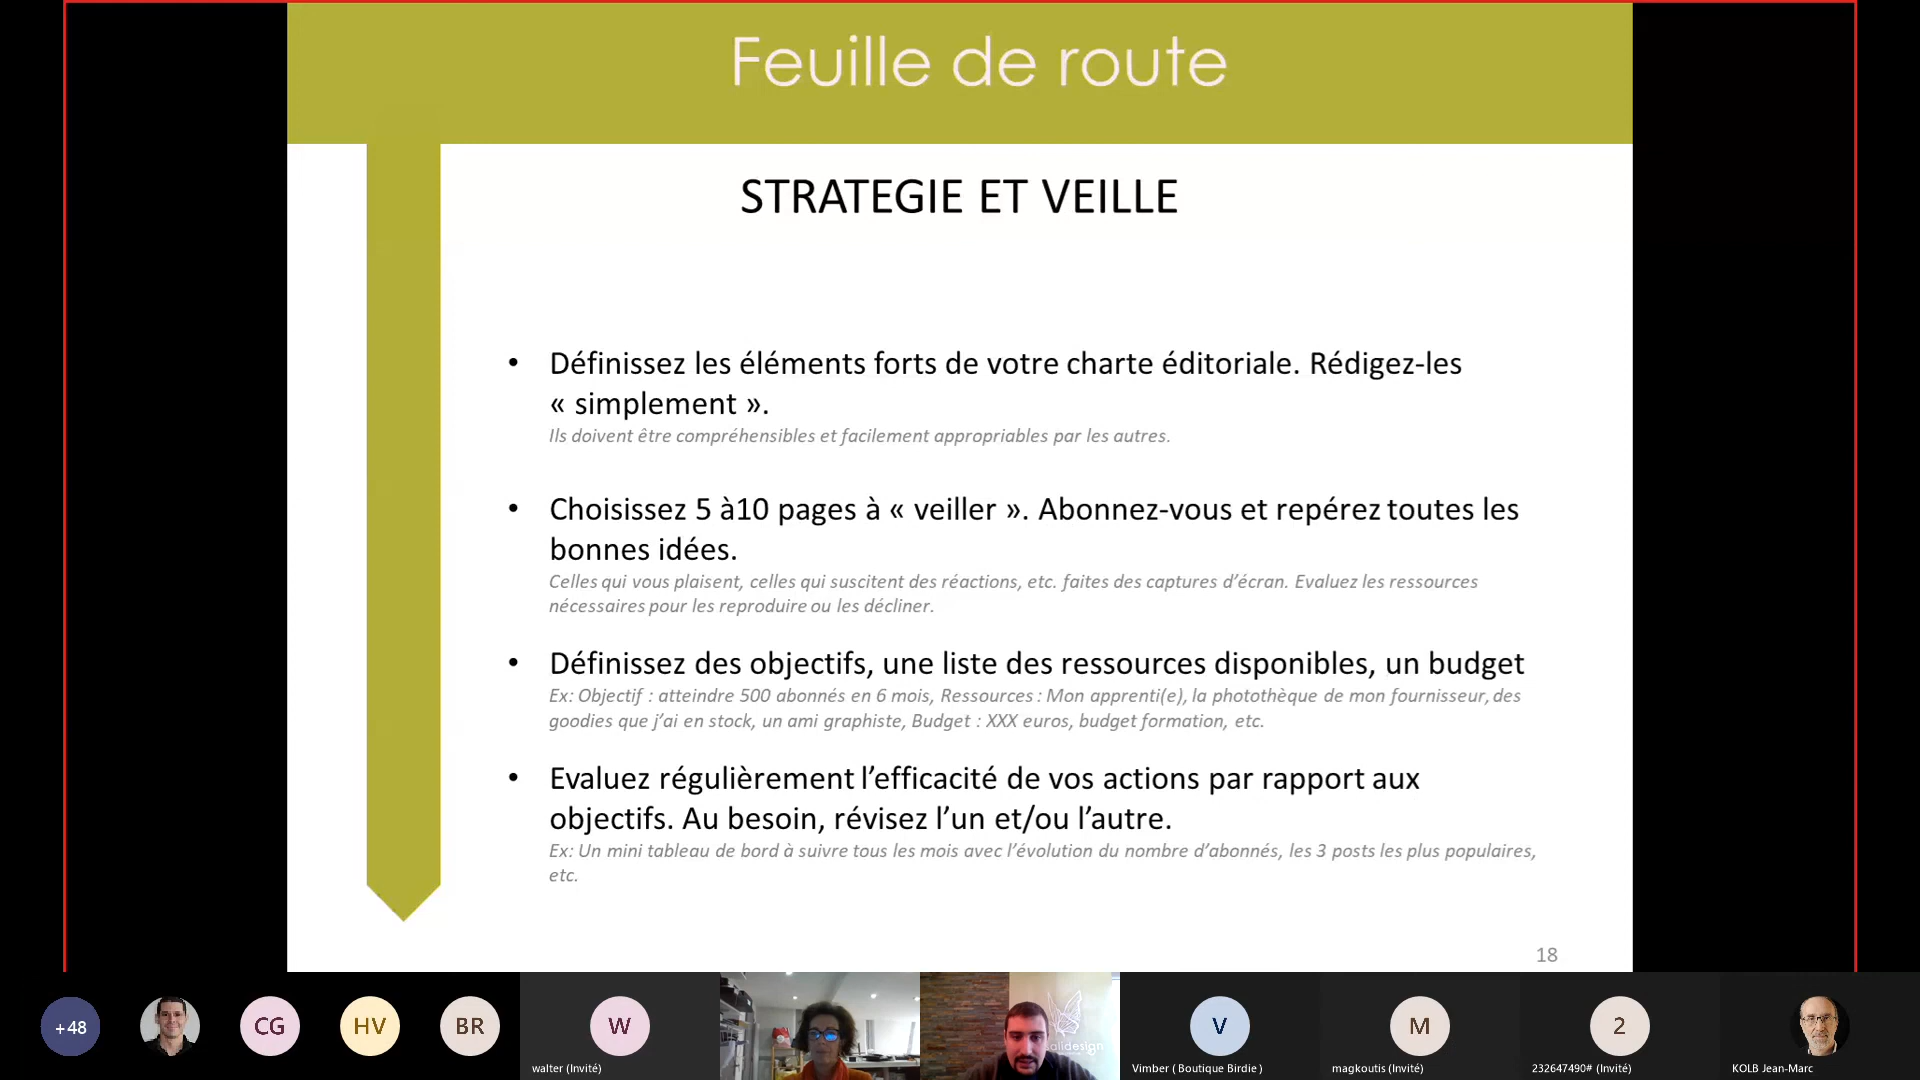 Feuille de route
STRATEGIE ET VEILLE
• Définissez les éléments forts de votre charte éditoriale. Rédigez-les
« simplement ».
Ils doivent être compréhensibles et facilement appropriables par les autres.
• Choisissez 5 à10 pages à « veiller ». Abonnez-vous et repérez toutes les
bonnes idées.
Celles qui vous plaisent, celles qui suscitent des réactions, etc. faites des captures d’écran. Evaluez les ressources
nécessaires pour les reproduire ou les décliner.
• Définissez des objectifs, une liste des ressources disponibles, un budget
Ex: Objectif : atteindre 500 abonnés en 6 mois, Ressources : Mon apprenti(e), la photothèque de mon fournisseur, des
goodies que j’ai en stock, un ami graphiste, Budget : XXX euros, budget formation, etc.
• Evaluez régulièrement l’efficacité de vos actions par rapport aux
objectifs. Au besoin, révisez l’un et/ou l’autre.
Ex: Un mini tableau de bord à suivre tous les mois avec l’évolution du nombre d’abonnés, les 3 posts les plus populaires,
etc.
18
+48
CG
HV
BR
W
walter (Invité)
V
Vimber ( Boutique Birdie )
M
magkoutis (Invité)
2
232647490# (Invité)
KOLB Jean-Marc